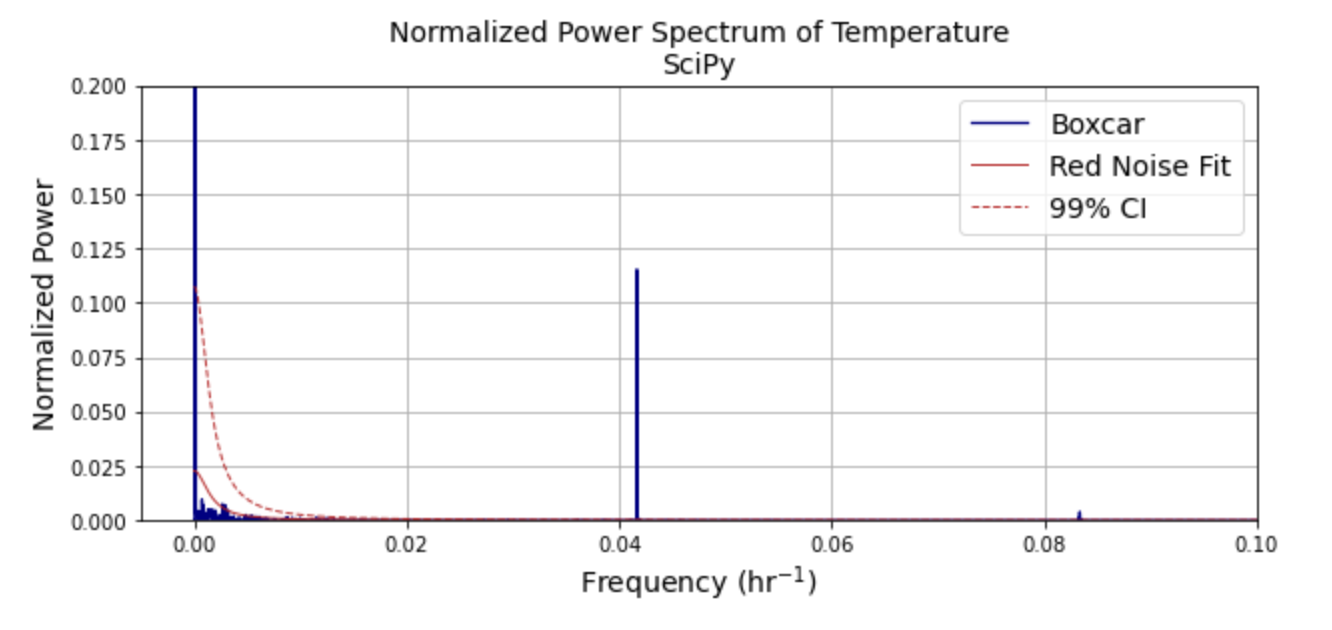 Normalized Power Spectrum of Temperature
SciPy
Normalized Power
0.200
0.175
0.150
0.125
0.100
0.075
0.050
0.025
0.000
Boxcar
Red Noise Fit
99% CI
0.00 0.02 0.04 0.06 0.08 0.10
Frequency (hr⁻¹)